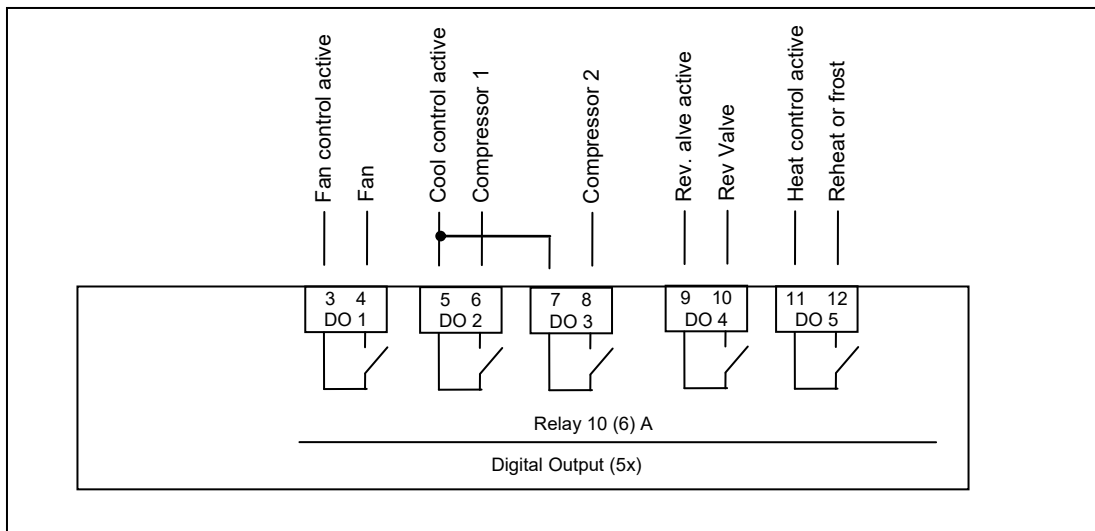 Fan control active
Fan
Cool control active
Compressor 1
Compressor 2
Rev. alve active
Rev Valve
Heat control active
Reheat or frost
3 4
DO 1
5 6
DO 2
7 8
DO 3
9 10
DO 4
11 12
DO 5
Relay 10 (6) A
Digital Output (5x)